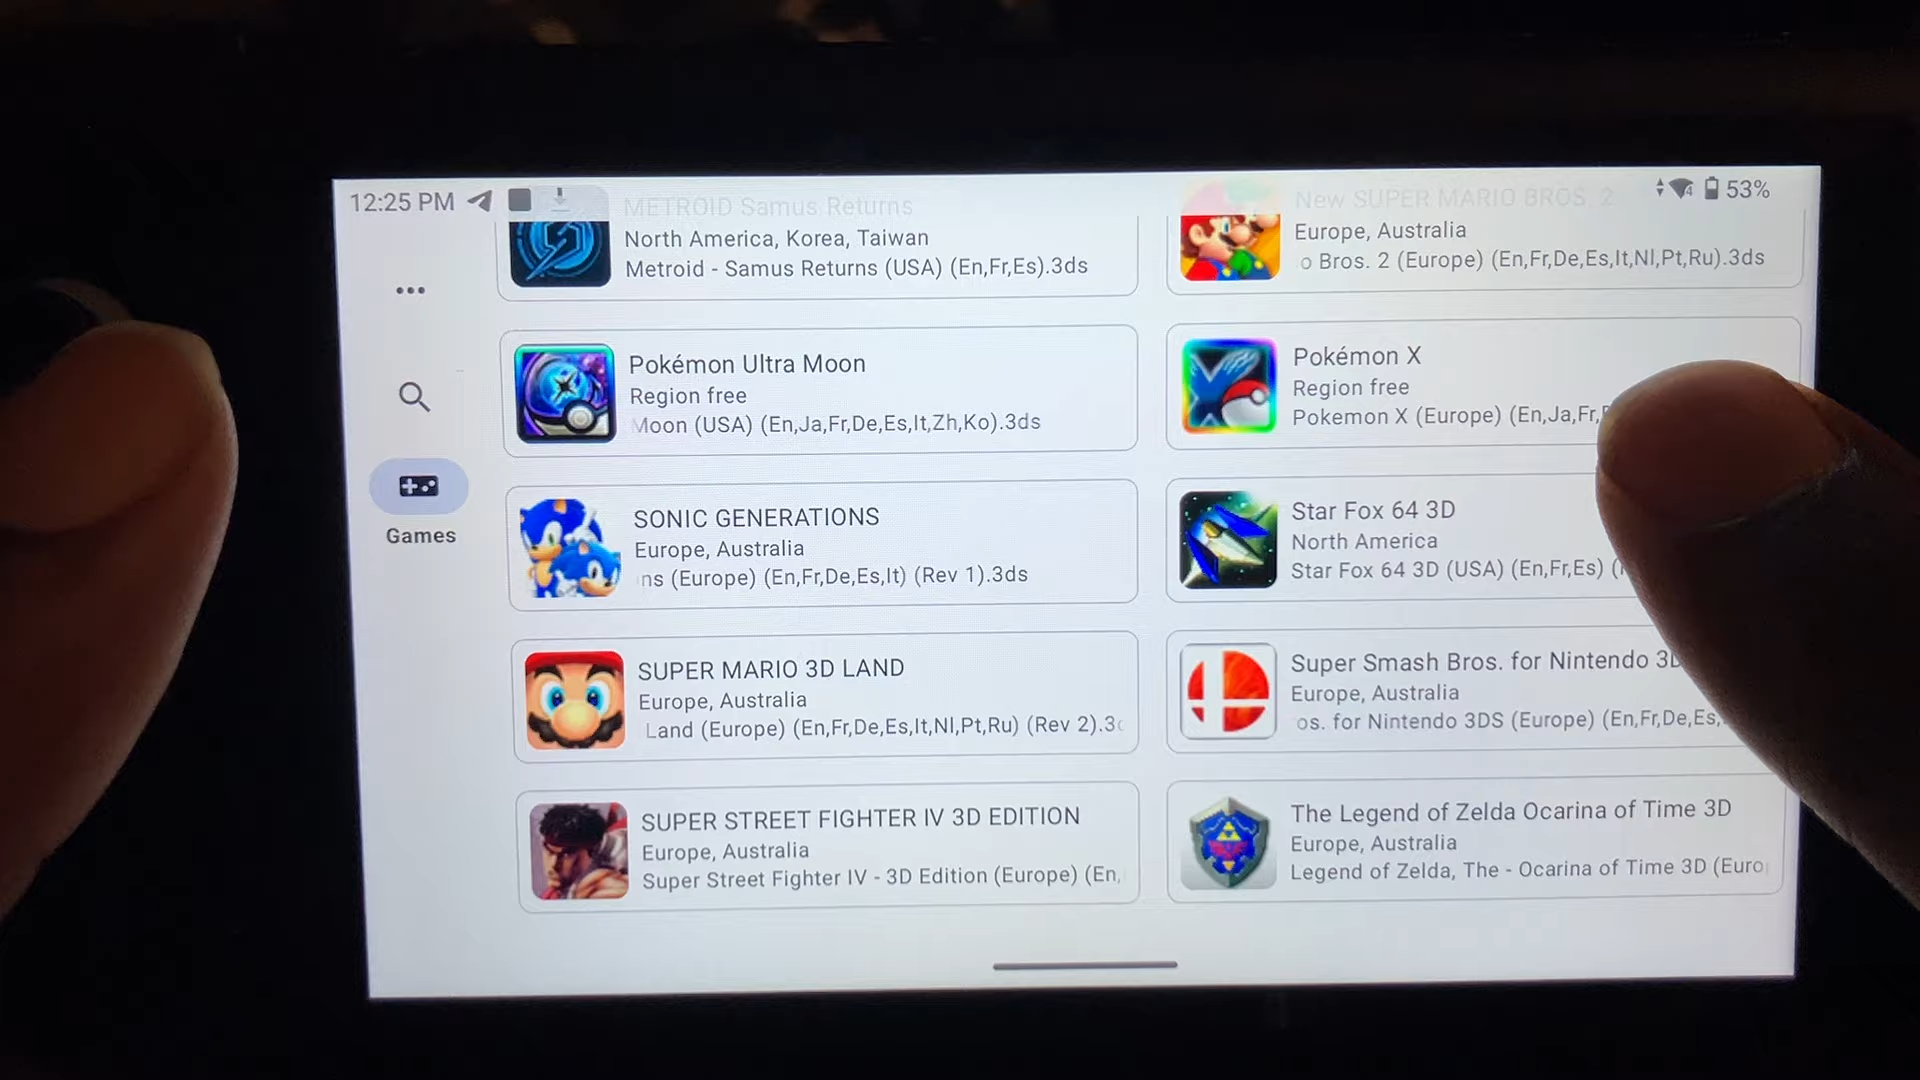 12:25 PM
53%
METROID Samus Returns
North America, Korea, Taiwan
Metroid - Samus Returns (USA) (En,Fr,Es).3ds
New SUPER MARIO BROS. 2
Europe, Australia
o Bros. 2 (Europe) (En,Fr,De,Es,It,Nl,Pt,Ru).3ds
Pokémon Ultra Moon
Region free
Moon (USA) (En,Ja,Fr,De,Es,It,Zh,Ko).3ds
Pokémon X
Region free
Pokemon X (Europe) (En,Ja,Fr,
Games
SONIC GENERATIONS
Europe, Australia
ns (Europe) (En,Fr,De,Es,It) (Rev 1).3ds
Star Fox 64 3D
North America
Star Fox 64 3D (USA) (En,Fr,Es)
SUPER MARIO 3D LAND
Europe, Australia
Land (Europe) (En,Fr,De,Es,It,Nl,Pt,Ru) (Rev 2).3
Super Smash Bros. for Nintendo 3D
Europe, Australia
os. for Nintendo 3DS (Europe) (En,Fr,De,Es,
SUPER STREET FIGHTER IV 3D EDITION
Europe, Australia
Super Street Fighter IV - 3D Edition (Europe) (En,
The Legend of Zelda Ocarina of Time 3D
Europe, Australia
Legend of Zelda, The - Ocarina of Time 3D (Euro